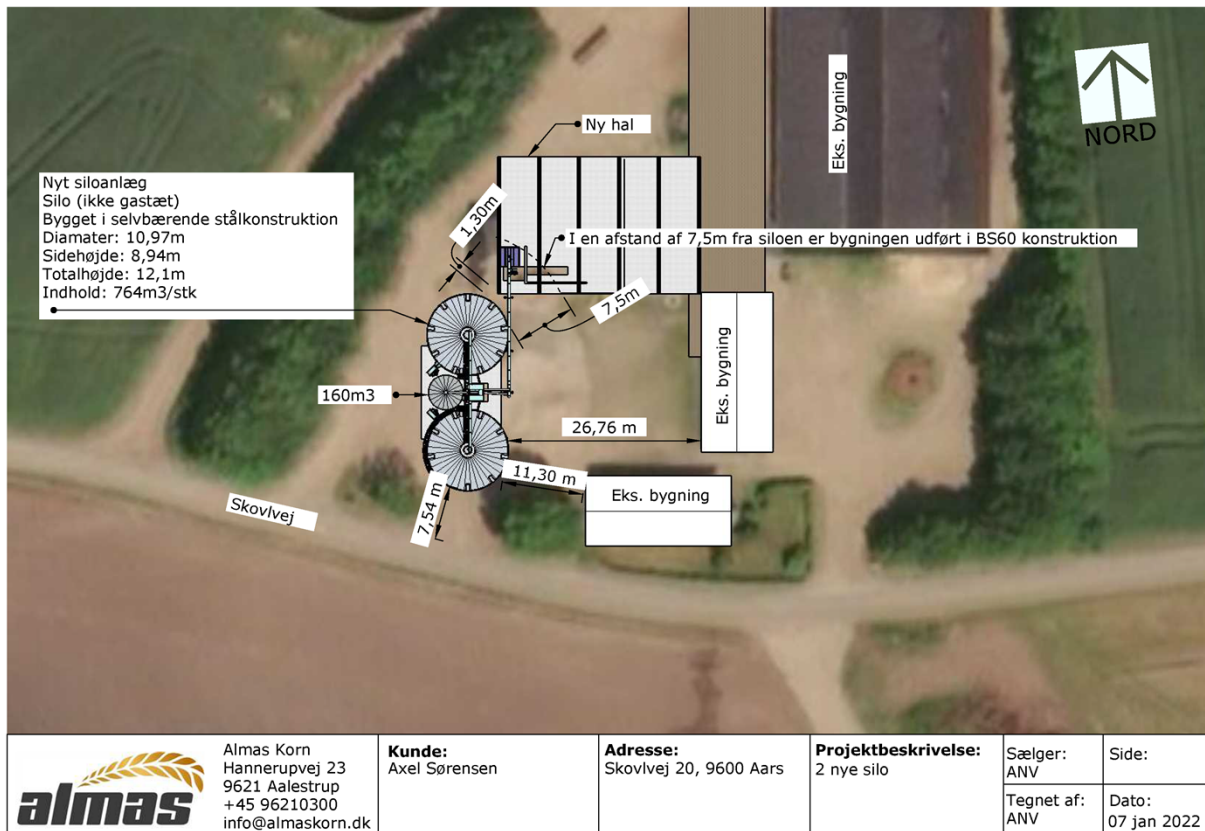 Ny hal
Eks. bygning
NORD
Nyt siloanlæg
Silo (ikke gastæt)
Bygget i selvbærende stålkonstruktion
Diamater: 10,97m
Sidehøjde: 8,94m
Totalhøjde: 12,1m
Indhold: 764m3/stk
1,30m
I en afstand af 7,5m fra siloen er bygningen udført i BS60 konstruktion
7,5m
160m3
Eks. bygning
26,76 m
11,30 m
Eks. bygning
7,54 m
Skovlvej
almas
Almas Korn
Hannerupvej 23
9621 Aalestrup
+45 96210300
info@almaskorn.dk
Kunde:
Axel Sørensen
Adresse:
Skovlvej 20, 9600 Aars
Projektbeskrivelse:
2 nye silo
Sælger:
ANV
Side:
Tegnet af:
ANV
Dato:
07 jan 2022